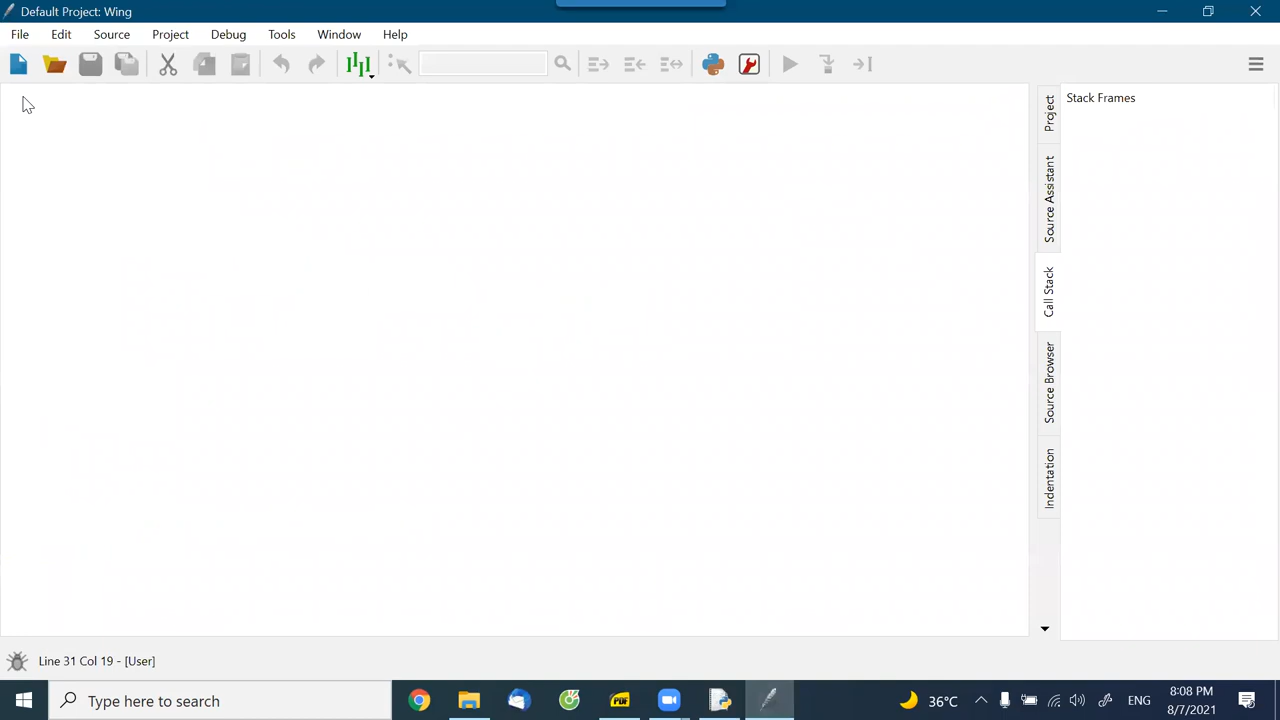 Default Project: Wing
File Edit Source Project Debug Tools Window Help
Stack Frames
Project
Source Assistant
Call Stack
Source Browser
Indentation
Line 31 Col 19 - [User]
Type here to search
PDF
36°C
ENG
8:08 PM
8/7/2021